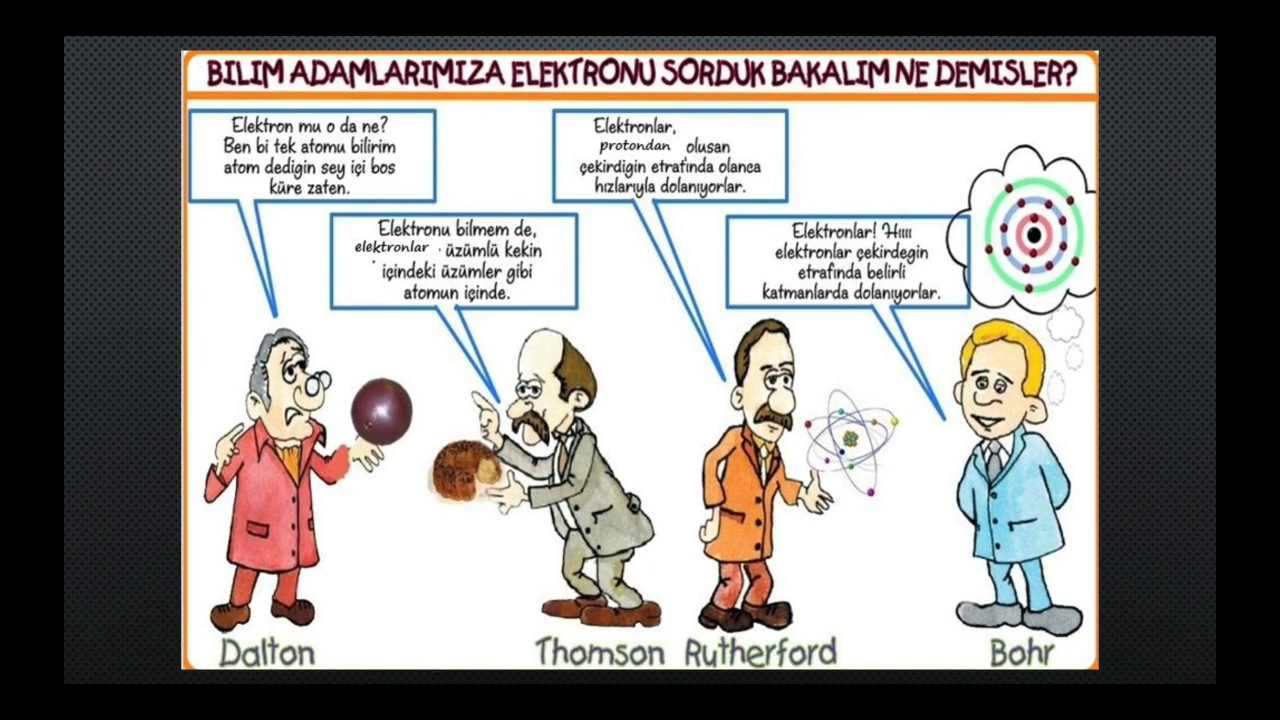 BILIM ADAMLARIMIZA ELEKTRONU SORDUK BAKALIM NE DEMISLER?
Elektron mu o da ne?
Ben bi tek atomu bilirim
atom dedigin sey içi bos
küre zaten.
Elektronu bilmem de,
elektronlar üzümlü kekin
içindeki üzümler gibi
atomun içinde.
Elektronlar,
protondan olusan
çekirdigin etrafında olanca
hızlarıyla dolanıyorlar.
Elektronlar! Hıııı
elektronlar çekirdegin
etrafında belirli
katmanlarda dolanıyorlar.
Dalton
Thomson
Rutherford
Bohr